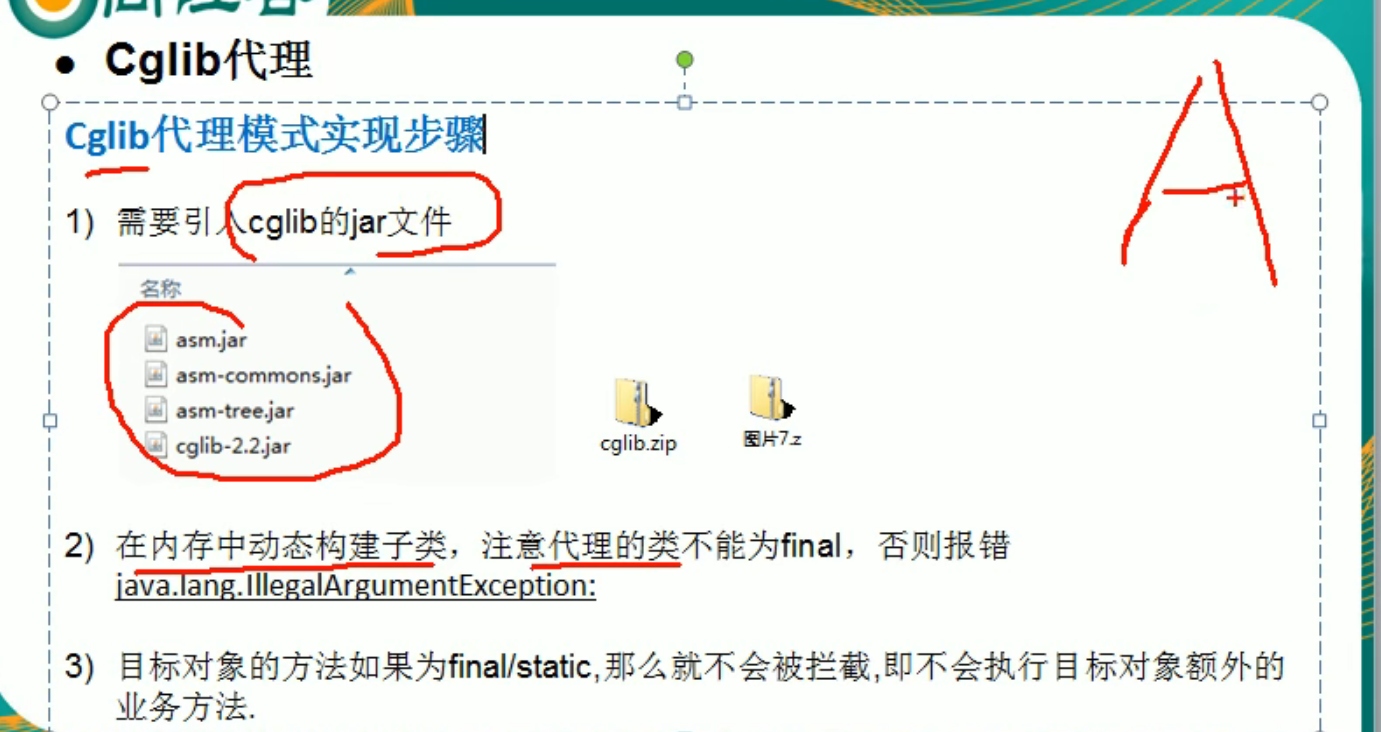 Cglib代理
Cglib代理模式实现步骤
1) 需要引入cglib的jar文件
名称
asm.jar
asm-commons.jar
asm-tree.jar
cglib-2.2.jar
cglib.zip
图片7.z
2) 在内存中动态构建子类，注意代理的类不能为final，否则报错
java.lang.IllegalArgumentException:
3) 目标对象的方法如果为final/static,那么就不会被拦截,即不会执行目标对象额外的
业务方法.
A